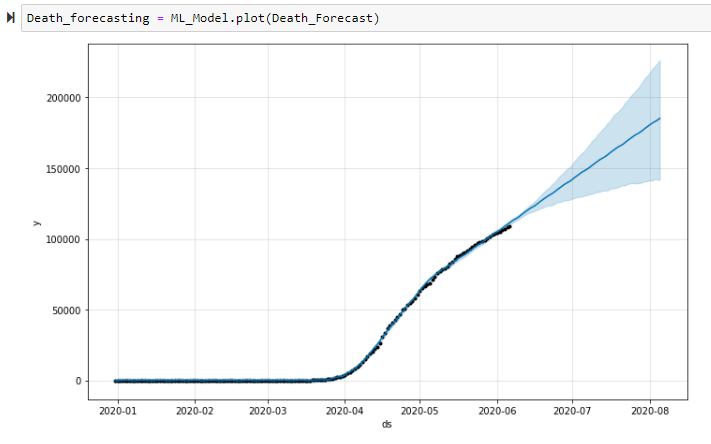 Death_forecasting = ML_Model.plot(Death_Forecast)
200000
150000
100000
50000
0
y
2020-01 2020-02 2020-03 2020-04 2020-05 2020-06 2020-07 2020-08
ds